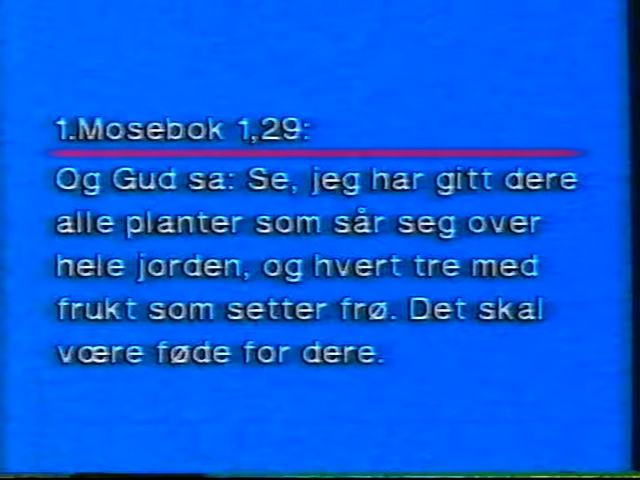 1.Mosebok 1,29:
Og Gud sa: Se, jeg har gitt dere
alle planter som sår seg over
hele jorden, og hvert tre med
frukt som setter frø. Det skal
være føde for dere.